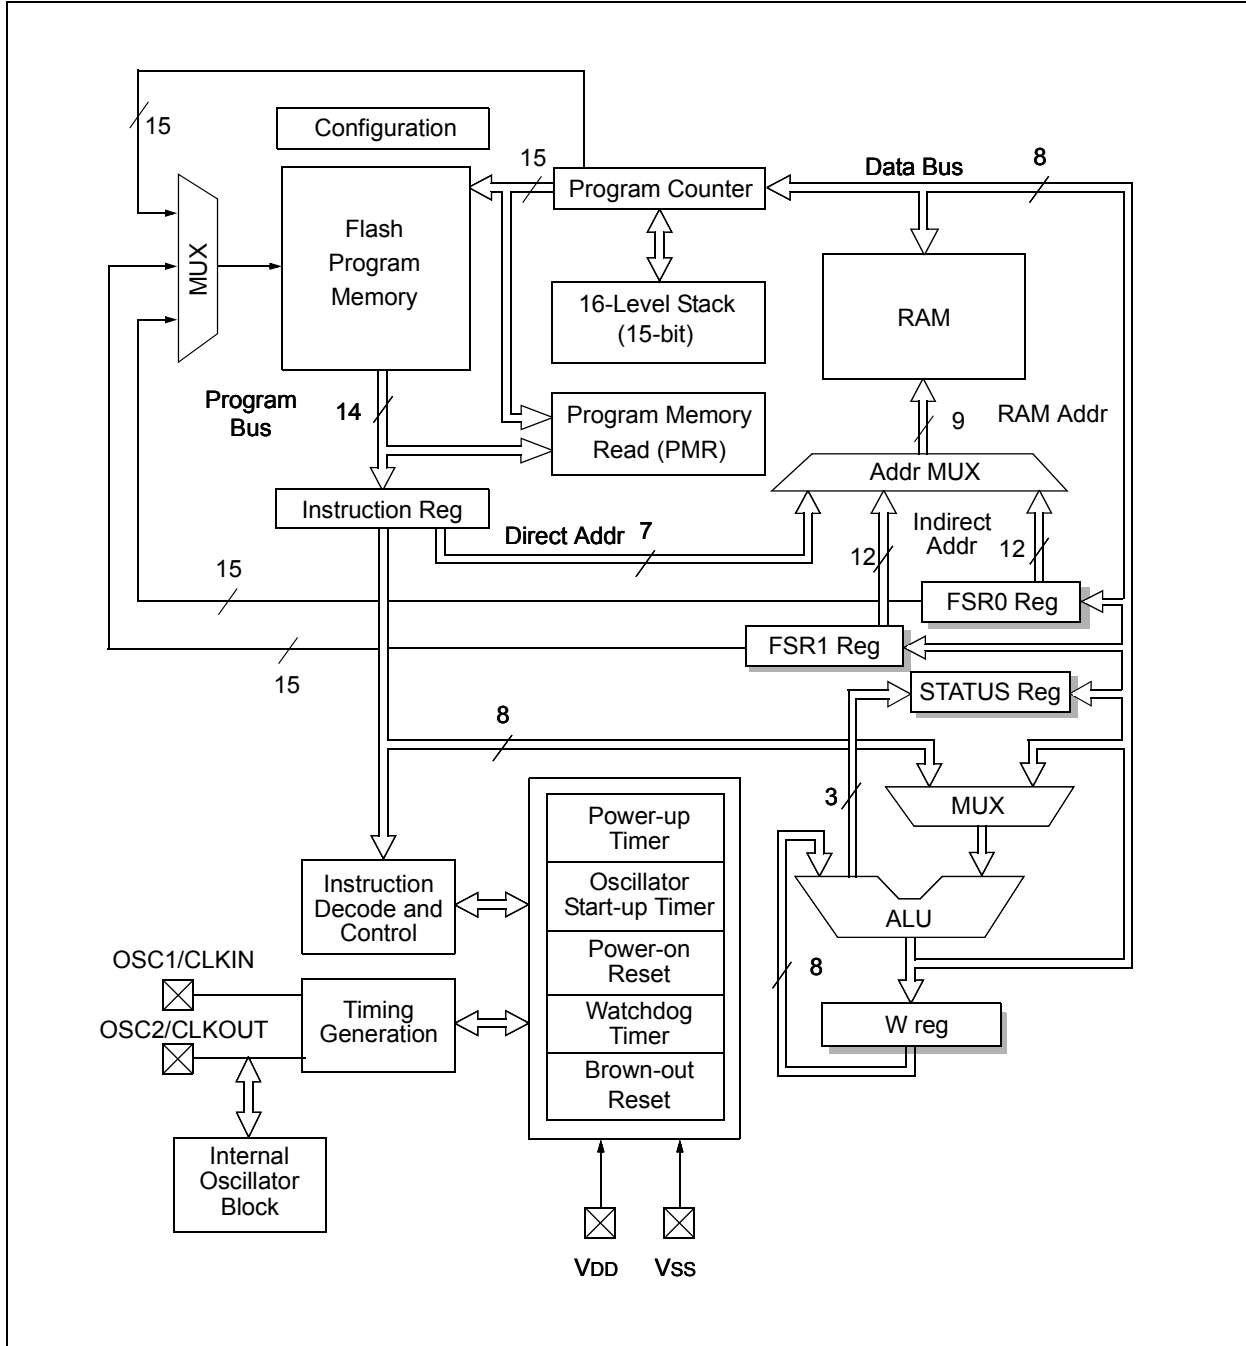 15
Configuration
15
Program Counter
Data Bus
8
MUX
Flash
Program
Memory
16-Level Stack
(15-bit)
RAM
Program
Bus
14
Program Memory
Read (PMR)
9
RAM Addr
Addr MUX
Instruction Reg
Direct Addr
7
Indirect
Addr
12
12
15
FSR0 Reg
FSR1 Reg
15
STATUS Reg
8
3
MUX
Power-up
Timer
Oscillator
Start-up Timer
Power-on
Reset
Watchdog
Timer
Brown-out
Reset
Instruction
Decode and
Control
ALU
8
OSC1/CLKIN
OSC2/CLKOUT
Timing
Generation
W reg
Internal
Oscillator
Block
VDD
VSS